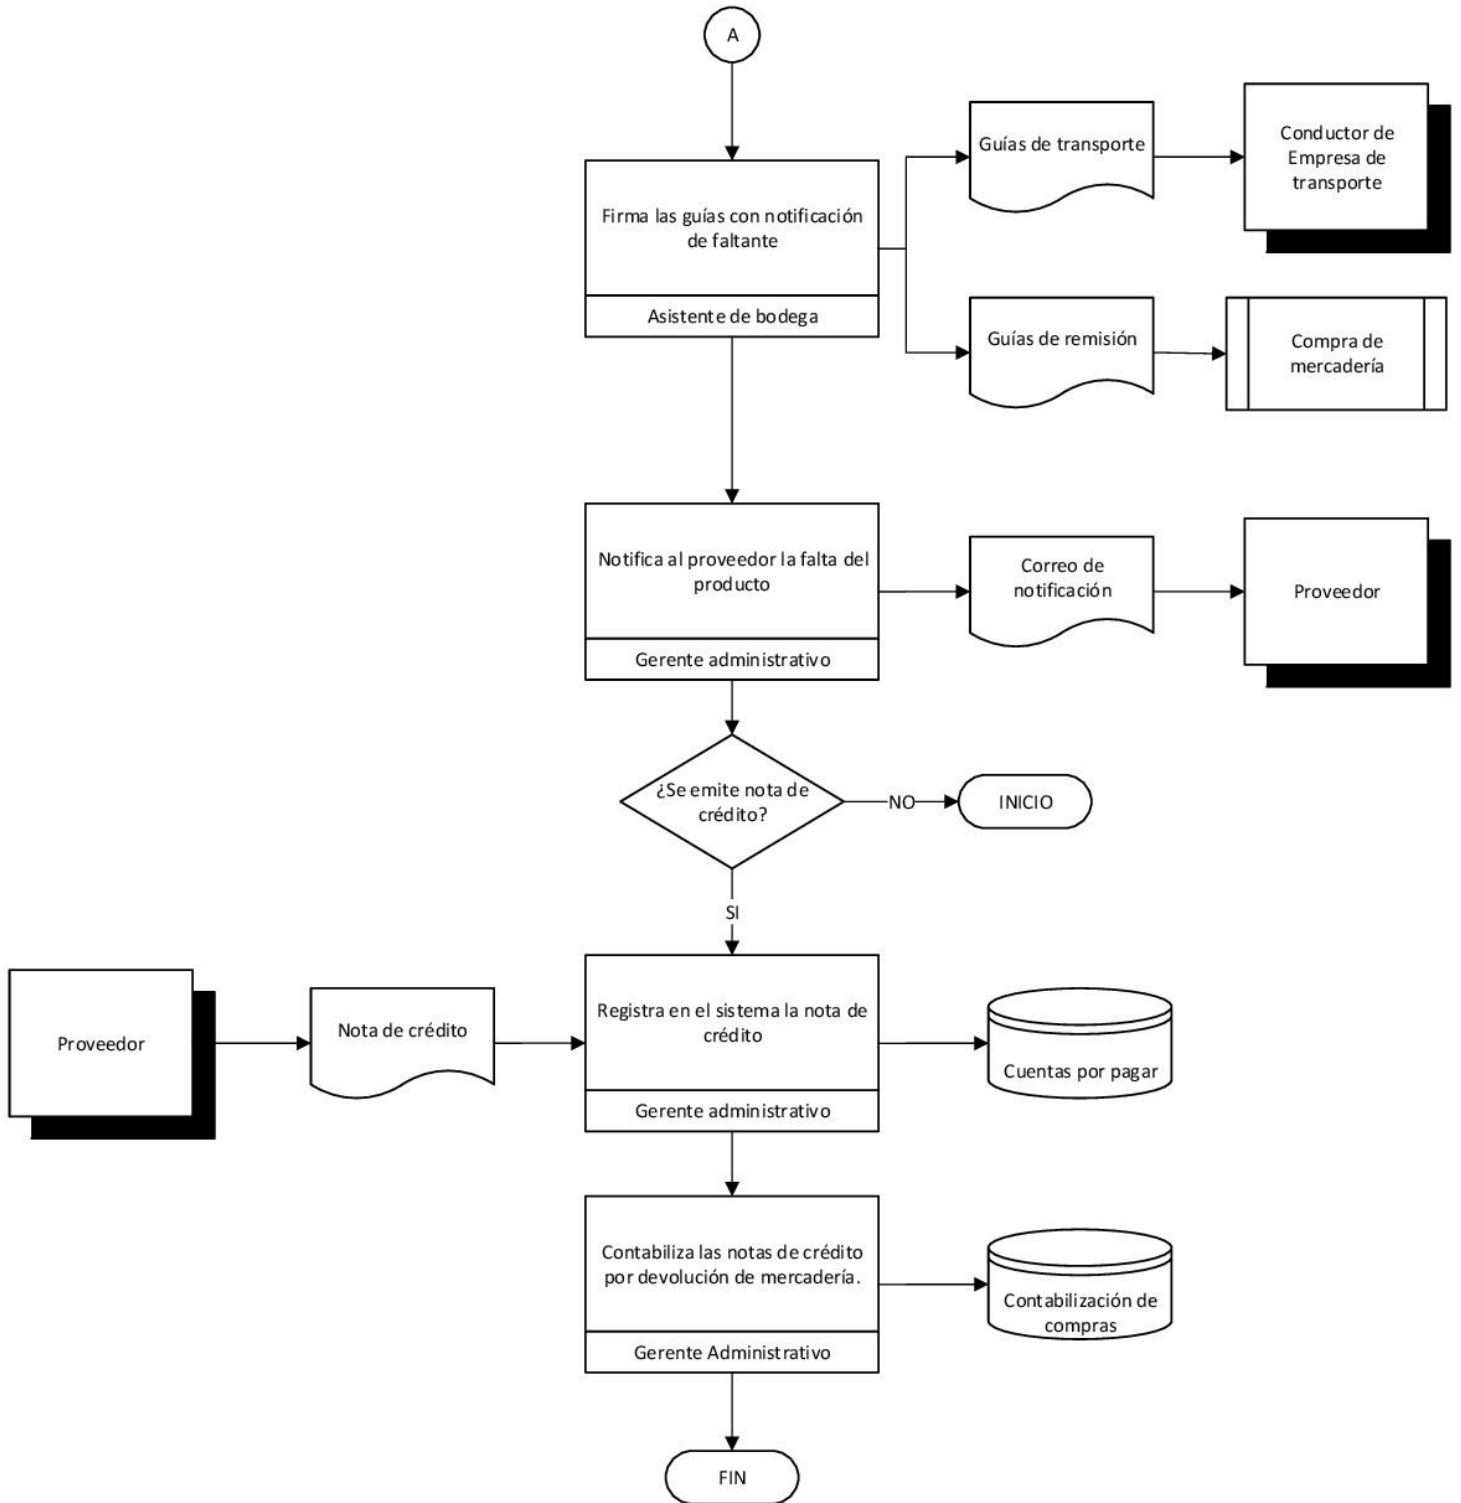 A
Firma las guías con notificación
de faltante
Asistente de bodega
Guías de transporte
Conductor de
Empresa de
transporte
Guías de remisión
Compra de
mercadería
Notifica al proveedor la falta del
producto
Gerente administrativo
Correo de
notificación
Proveedor
¿Se emite nota de
crédito?
NO
INICIO
SI
Proveedor
Nota de crédito
Registra en el sistema la nota de
crédito
Gerente administrativo
Cuentas por pagar
Contabiliza las notas de crédito
por devolución de mercadería.
Gerente Administrativo
Contabilización de
compras
FIN